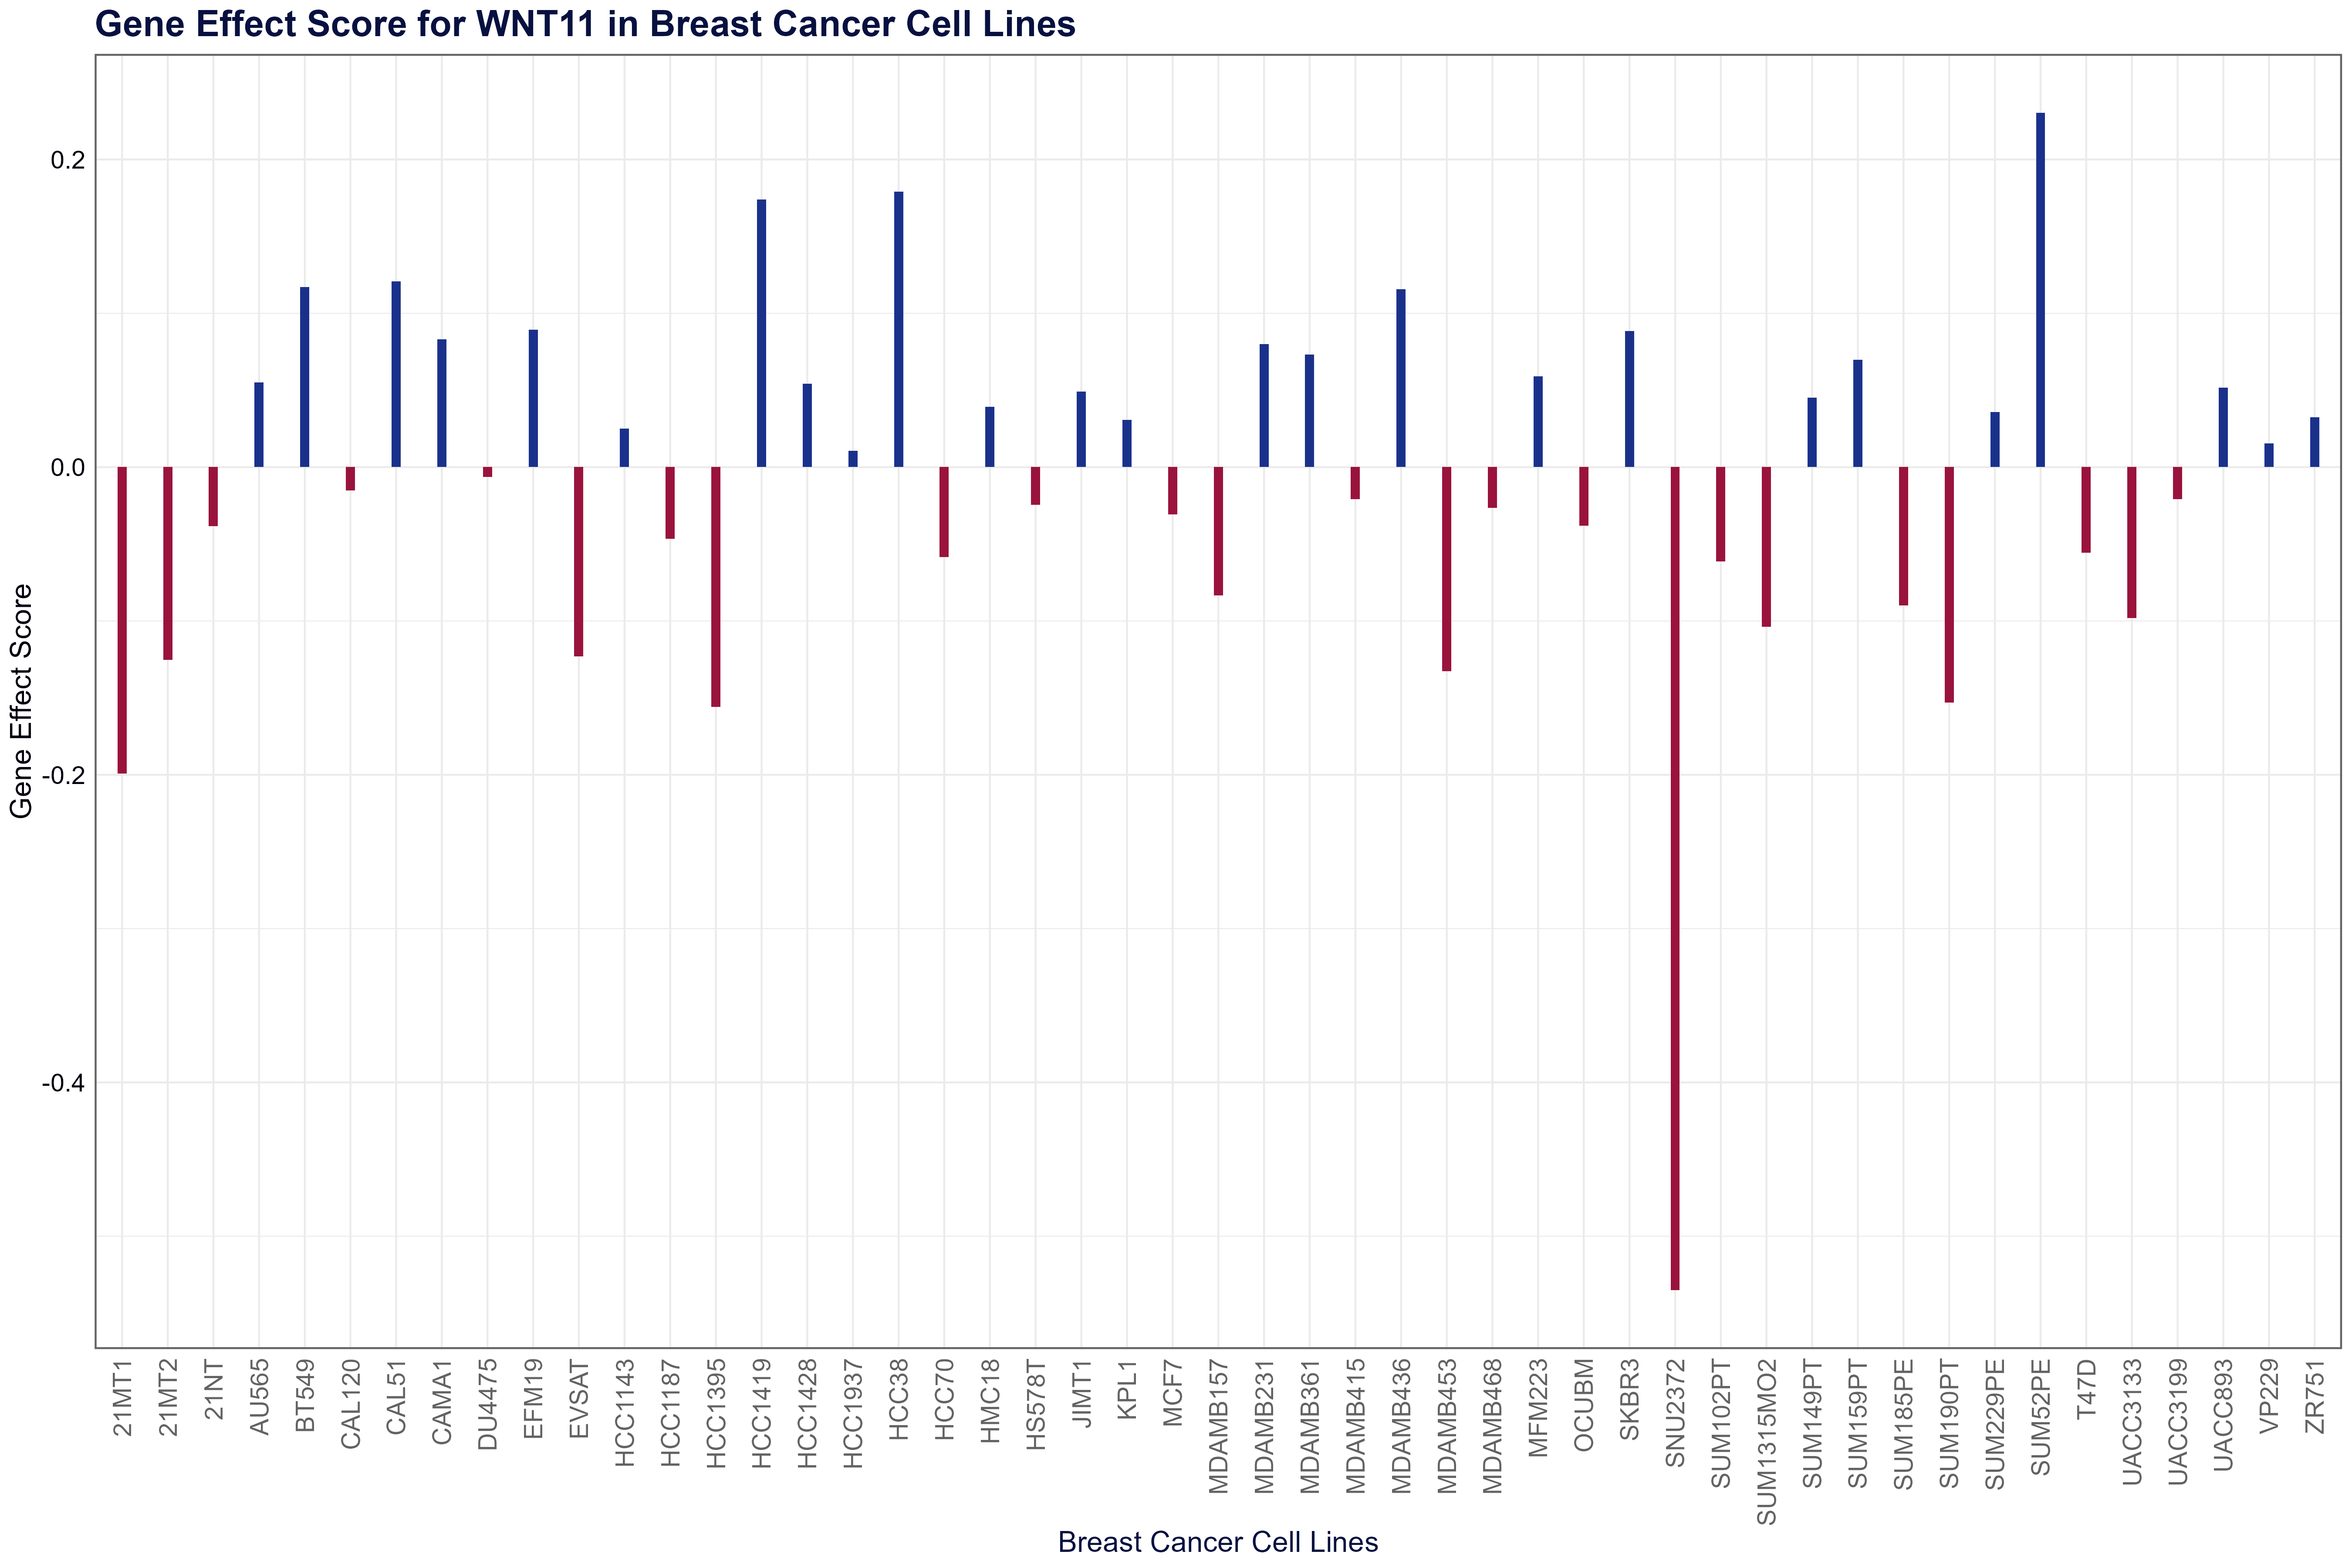 Gene Effect Score for WNT11 in Breast Cancer Cell Lines
Gene Effect Score
0.2
0.0
-0.2
-0.4
21MT1
21MT2
21NT
AU565
BT549
CAL120
CAL51
CAMA1
DU4475
EFM19
EVSAT
HCC1143
HCC1187
HCC1395
HCC1419
HCC1428
HCC1937
HCC38
HCC70
HMC18
HS578T
JIMT1
KPL1
MCF7
MDAMB157
MDAMB231
MDAMB361
MDAMB415
MDAMB436
MDAMB453
MDAMB468
MFM223
OCUBM
SKBR3
SNU2372
SUM102PT
SUM1315MO2
SUM149PT
SUM159PT
SUM185PE
SUM190PT
SUM229PE
SUM52PE
T47D
UACC3133
UACC3199
UACC893
VP229
ZR751
Breast Cancer Cell Lines